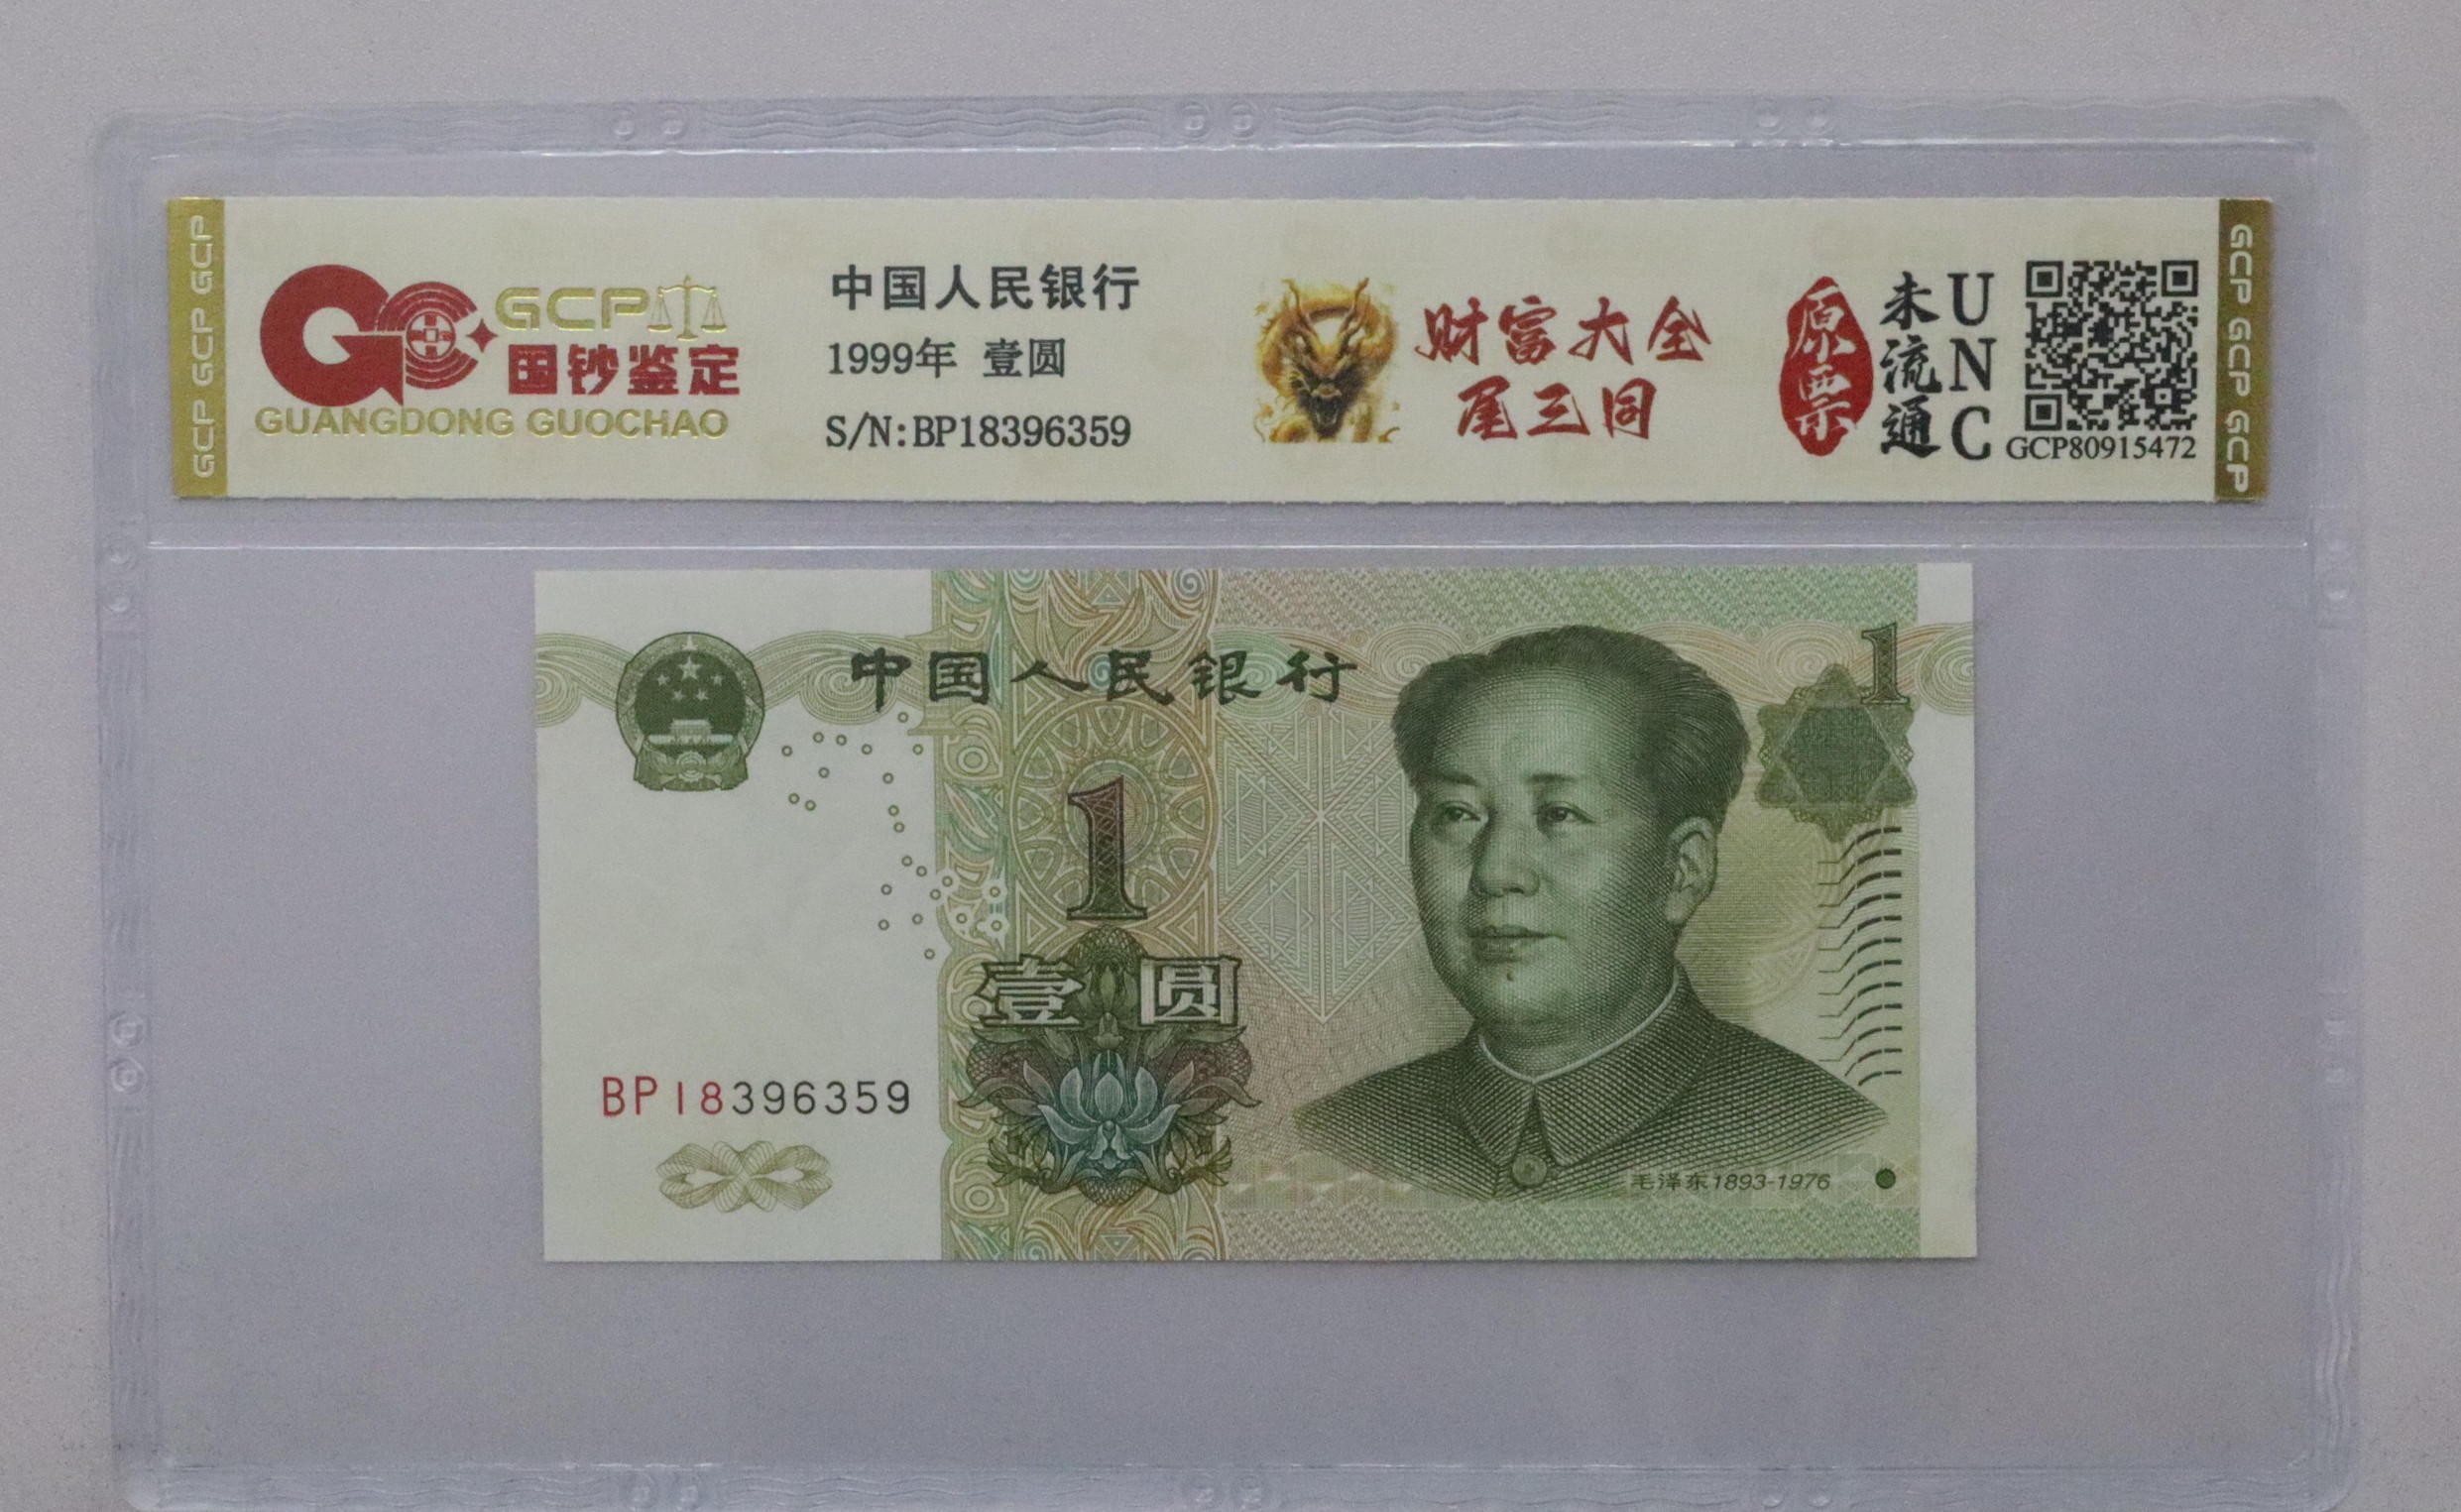 GCP GCP GCP
GCP
国钞鉴定
GUANGDONG GUOCHAO
中国人民银行
1999年 壹圆
S/N:BP18396359
财富大全
尾三同
原票
未流通
UNC
GCP80915472
GCP GCP GCP
中国人民银行
1
1
壹圆
BP18396359
毛泽东1893-1976